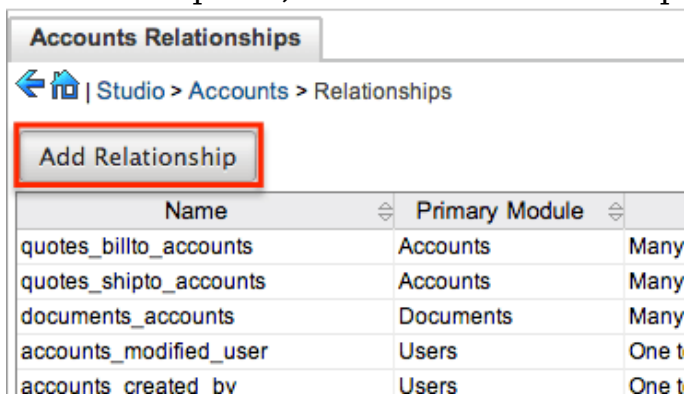 Accounts Relationships
| Studio > Accounts > Relationships
Add Relationship
Name Primary Module
quotes_billto_accounts Accounts Many
quotes_shipto_accounts Accounts Many
documents_accounts Documents Many
accounts_modified_user Users One
accounts_created_by Users One